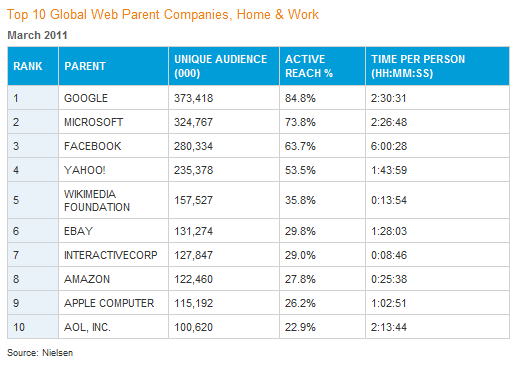 Top 10 Global Web Parent Companies, Home & Work
March 2011
RANK PARENT UNIQUE AUDIENCE (000) ACTIVE REACH % TIME PER PERSON (HH:MM:SS)
1 GOOGLE 373,418 84.8% 2:30:31
2 MICROSOFT 324,767 73.8% 2:26:48
3 FACEBOOK 280,334 63.7% 6:00:28
4 YAHOO! 235,378 53.5% 1:43:59
5 WIKIMEDIA FOUNDATION 157,527 35.8% 0:13:54
6 EBAY 131,274 29.8% 1:28:03
7 INTERACTIVECORP 127,847 29.0% 0:08:46
8 AMAZON 122,460 27.8% 0:25:38
9 APPLE COMPUTER 115,192 26.2% 1:02:51
10 AOL, INC. 100,620 22.9% 2:13:44
Source: Nielsen